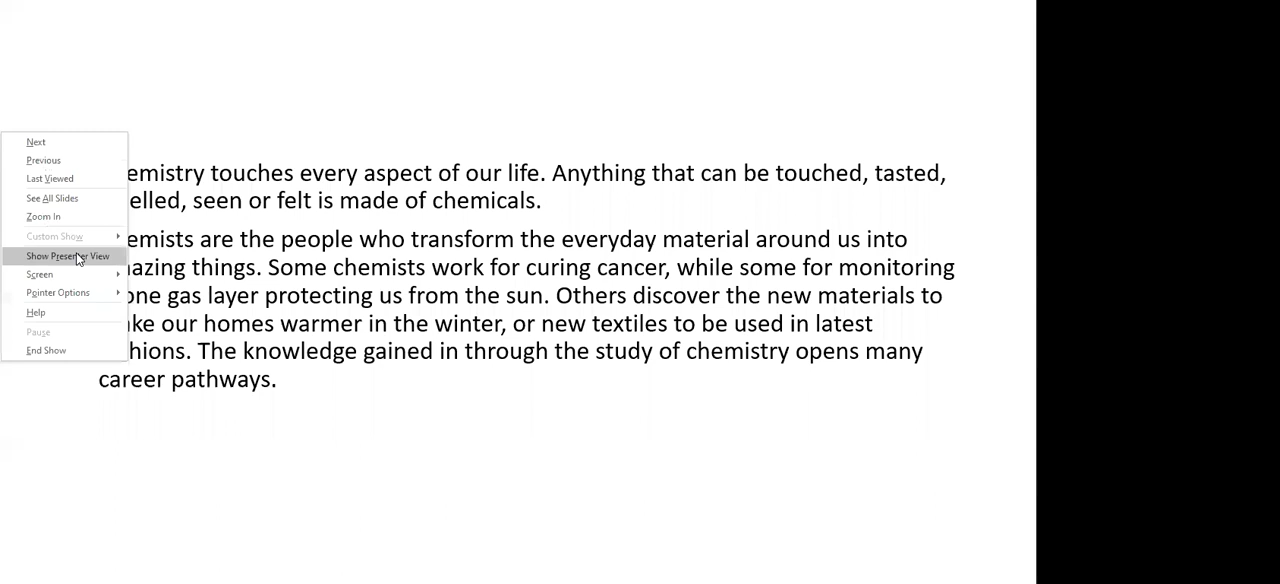 Next
Previous
Last Viewed
See All Slides
Zoom In
Custom Show
Show Presenter View
Screen
Pointer Options
Help
Pause
End Show
emistry touches every aspect of our life. Anything that can be touched, tasted,
elled, seen or felt is made of chemicals.
emists are the people who transform the everyday material around us into
azing things. Some chemists work for curing cancer, while some for monitoring
one gas layer protecting us from the sun. Others discover the new materials to
ke our homes warmer in the winter, or new textiles to be used in latest
hions. The knowledge gained in through the study of chemistry opens many
career pathways.